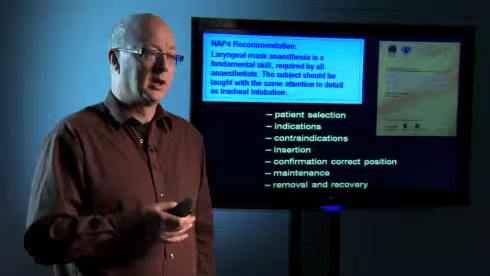 NAP4 Recommendation:
Laryngeal mask anaesthesia is a
fundamental skill, required by all
anaesthetists. The subject should be
taught with the same attention to detail
as tracheal intubation.
– patient selection
– indications
– contraindications
– insertion
– confirmation correct position
– maintenance
– removal and recovery